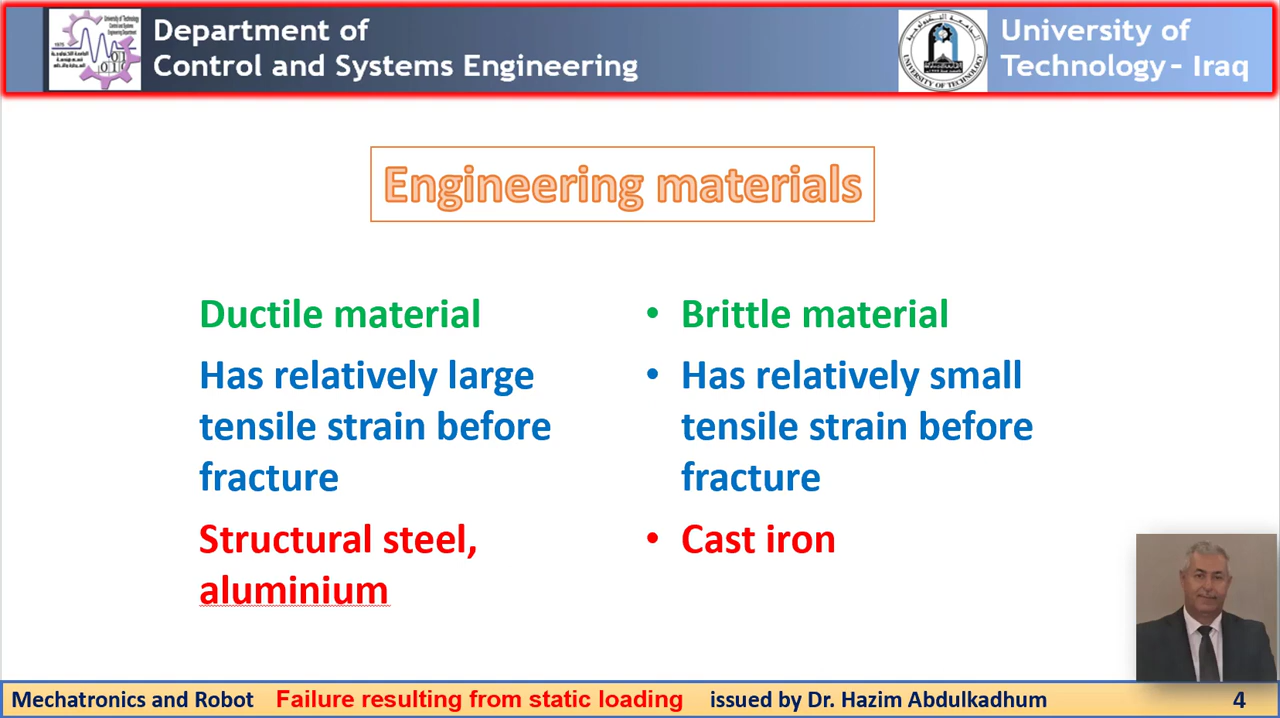 Department of
Control and Systems Engineering
University of
Technology - Iraq
Engineering materials
Ductile material
Has relatively large
tensile strain before
fracture
Structural steel,
aluminium
• Brittle material
• Has relatively small
tensile strain before
fracture
• Cast iron
Mechatronics and Robot Failure resulting from static loading issued by Dr. Hazim Abdulkadhum 4